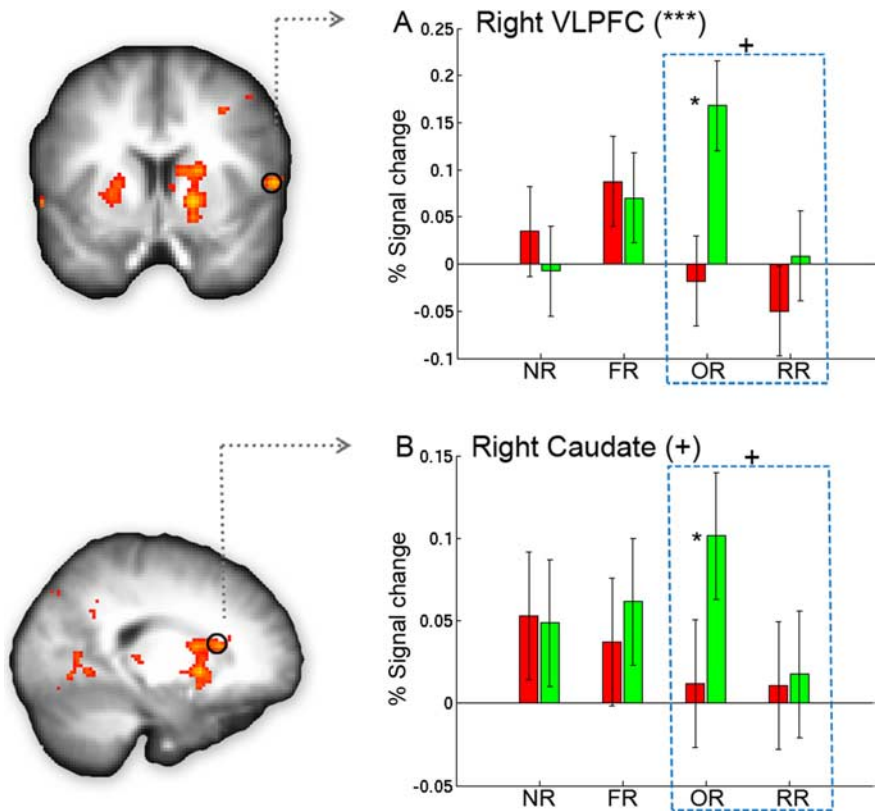 A Right VLPFC (***)
+
% Signal change
0.25
0.20
0.15
0.10
0.05
0
-0.05
-0.1
*
NR FR OR RR
B Right Caudate (+)
+
% Signal change
0.15
0.1
0.05
0
-0.05
*
NR FR OR RR